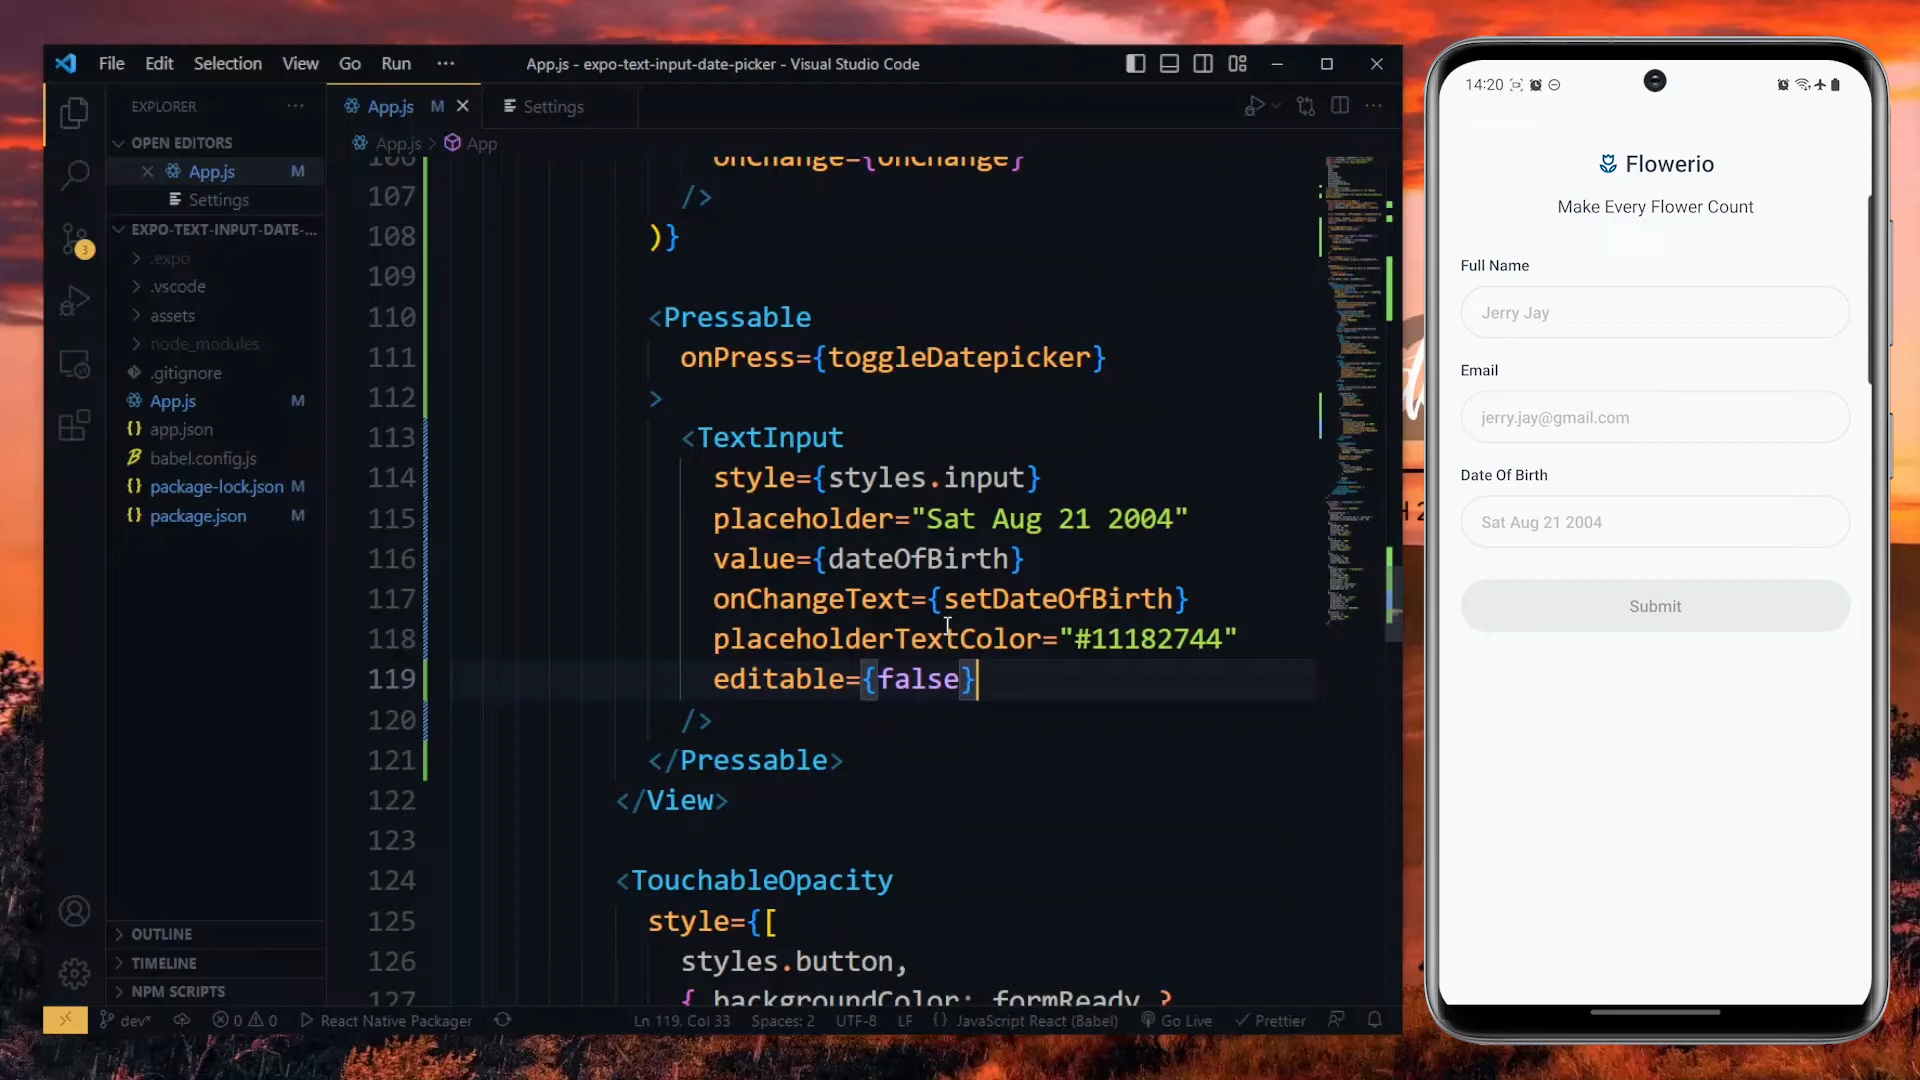 File Edit Selection View Go Run ···
App.js - expo-text-input-date-picker - Visual Studio Code
EXPLORER
OPEN EDITORS
App.js M
Settings
EXPO-TEXT-INPUT-DATE-...
.expo
.vscode
assets
node_modules
.gitignore
App.js M
app.json
babel.config.js
package-lock.json M
package.json M
OUTLINE
TIMELINE
NPM SCRIPTS
3
App.js M
Settings
App.js > App
106 onChange={onChange}
107 />
108 )}
109
110 <Pressable
111 onPress={toggleDatepicker}
112 >
113 <TextInput
114 style={styles.input}
115 placeholder="Sat Aug 21 2004"
116 value={dateOfBirth}
117 onChangeText={setDateOfBirth}
118 placeholderTextColor="#11182744"
119 editable={false}
120 />
121 </Pressable>
122 </View>
123
124 <TouchableOpacity
125 style={[
126 styles.button,
127 { backgroundColor: formReady ?
dev* 0 0 React Native Packager Ln 119, Col 33 Spaces: 2 UTF-8 LF {} JavaScript React (Babel) Go Live Prettier
14:20
Flowerio
Make Every Flower Count
Full Name
Jerry Jay
Email
jerry.jay@gmail.com
Date Of Birth
Sat Aug 21 2004
Submit